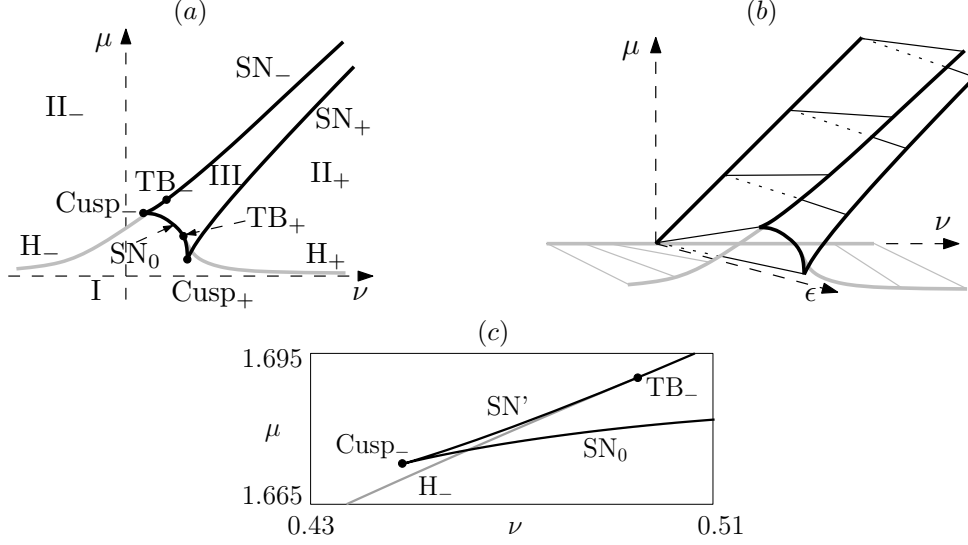 (a)
μ
SN₋
SN₊
II₋
III
II₊
TB₋
Cusp₋
TB₊
H₋
SN₀
H₊
I
Cusp₊
ν
(b)
μ
ν
ϵ
(c)
1.695
μ
SN'
TB₋
Cusp₋
SN₀
H₋
1.665
0.43
ν
0.51